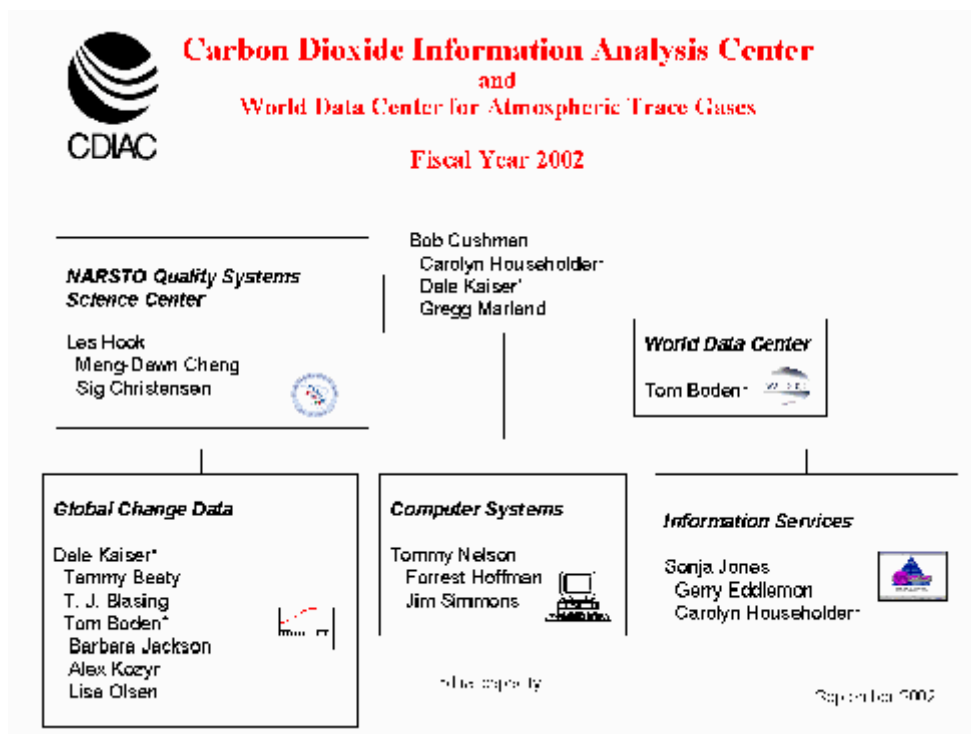 Carbon Dioxide Information Analysis Center
and
World Data Center for Atmospheric Trace Gases
CDIAC
Fiscal Year 2002
Bob Cushman
Carolyn Householder*
Dale Kaiser*
Gregg Marland
NARSTO Quality Systems
Science Center
Les Hook
Meng-Dawn Cheng
Sig Christensen
World Data Center
Tom Boden*
Global Change Data
Dale Kaiser*
Tammy Beaty
T. J. Blasing
Tom Boden*
Barbara Jackson
Alex Kozyr
Lisa Olsen
Computer Systems
Tommy Nelson
Forrest Hoffman
Jim Simmons
Information Services
Sonja Jones
Gerry Eddlemon
Carolyn Householder*
capacity
September 2002